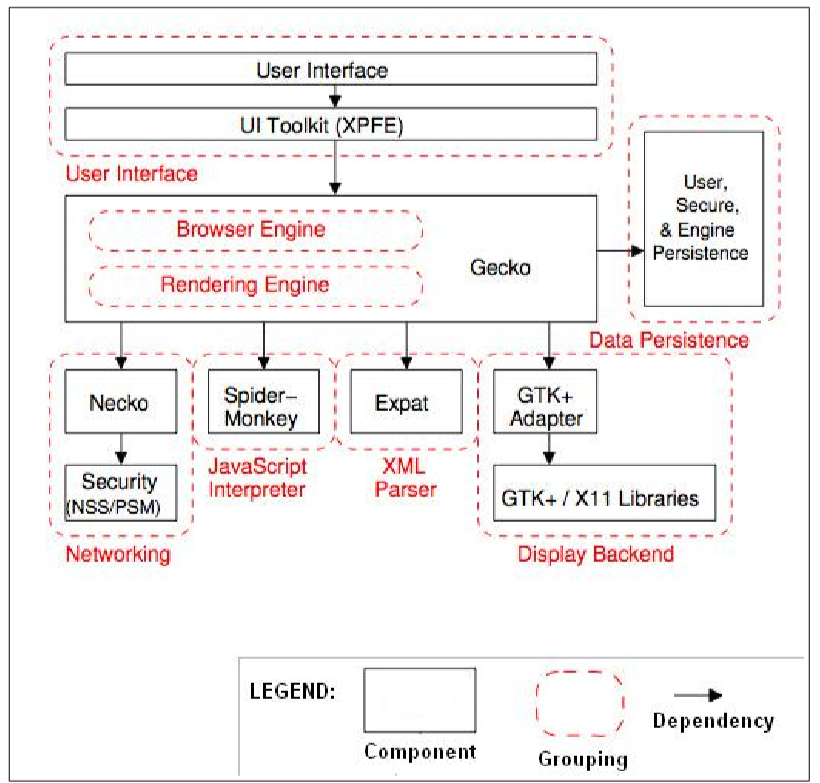 User Interface
UI Toolkit (XPFE)
User Interface
User,
Secure,
& Engine
Persistence
Browser Engine
Gecko
Rendering Engine
Data Persistence
Necko
Spider–
Monkey
Expat
GTK+
Adapter
JavaScript
Interpreter
XML
Parser
Security
(NSS/PSM)
GTK+ / X11 Libraries
Networking
Display Backend
LEGEND:
Component
Grouping
Dependency